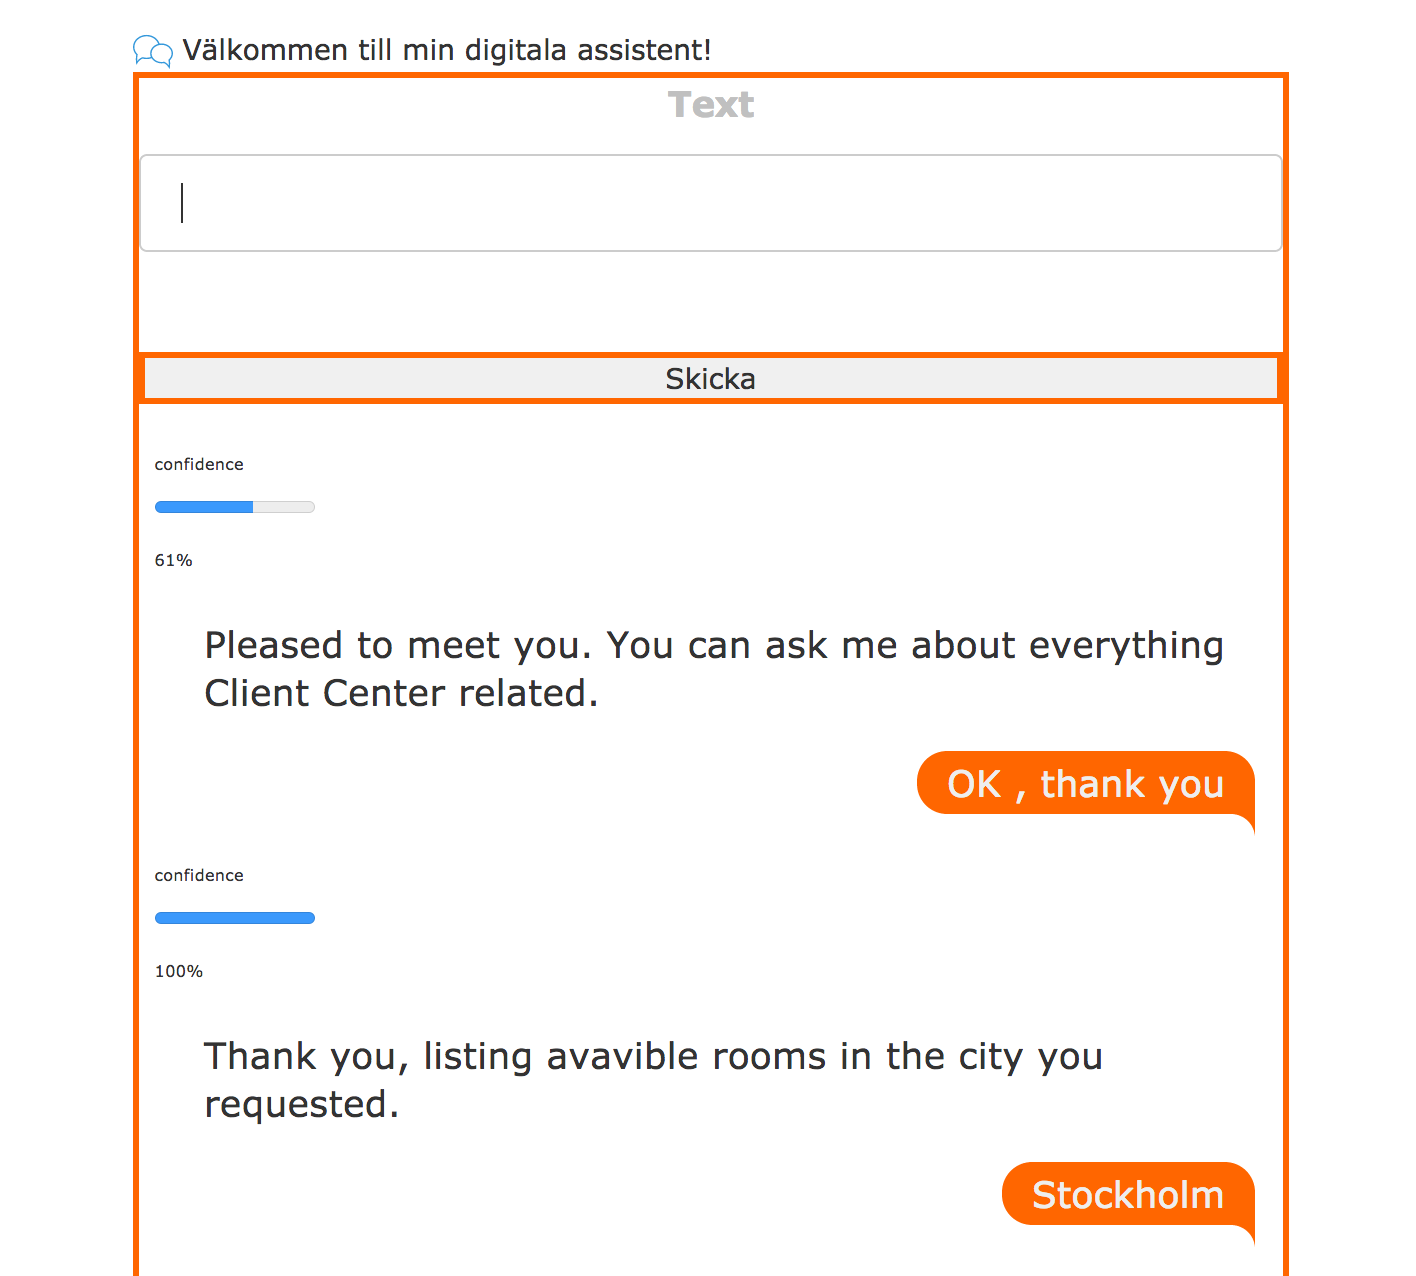 Välkommen till min digitala assistent!
Text
Skicka
confidence
61%
Pleased to meet you. You can ask me about everything
Client Center related.
OK , thank you
confidence
100%
Thank you, listing avavible rooms in the city you
requested.
Stockholm